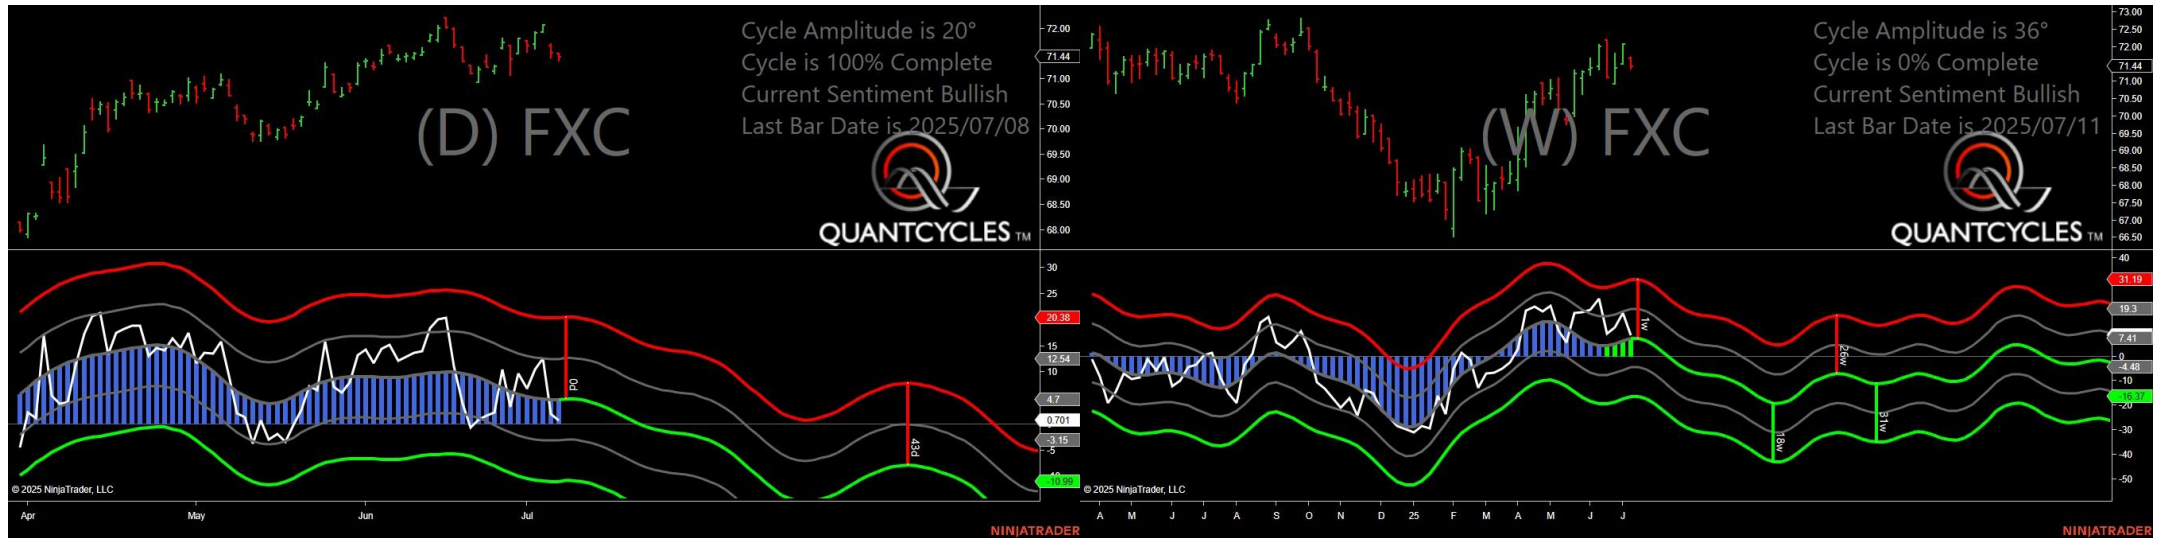 Cycle Amplitude is 20°
Cycle is 100% Complete
Current Sentiment Bullish
Last Bar Date is 2025/07/08
(D) FXC
QUANTCYCLES TM
72.00
71.44
71.00
70.50
70.00
69.50
69.00
68.50
68.00
30
25
20.38
15
12.54
10
4.7
0.701
-3.15
-5
-10.99
0d
43d
© 2025 NinjaTrader, LLC
Apr May Jun Jul
NINJATRADER
Cycle Amplitude is 36°
Cycle is 0% Complete
Current Sentiment Bullish
Last Bar Date is 2025/07/11
(W) FXC
QUANTCYCLES TM
73.00
72.50
72.00
71.44
71.00
70.50
70.00
69.50
69.00
68.50
68.00
67.50
67.00
66.50
40
31.19
19.3
7.41
0
-4.48
-10
-16.37
-20
-30
-40
-50
1w
26w
18w
31w
© 2025 NinjaTrader, LLC
A M J J A S O N D 25 F M A M J J
NINJATRADER